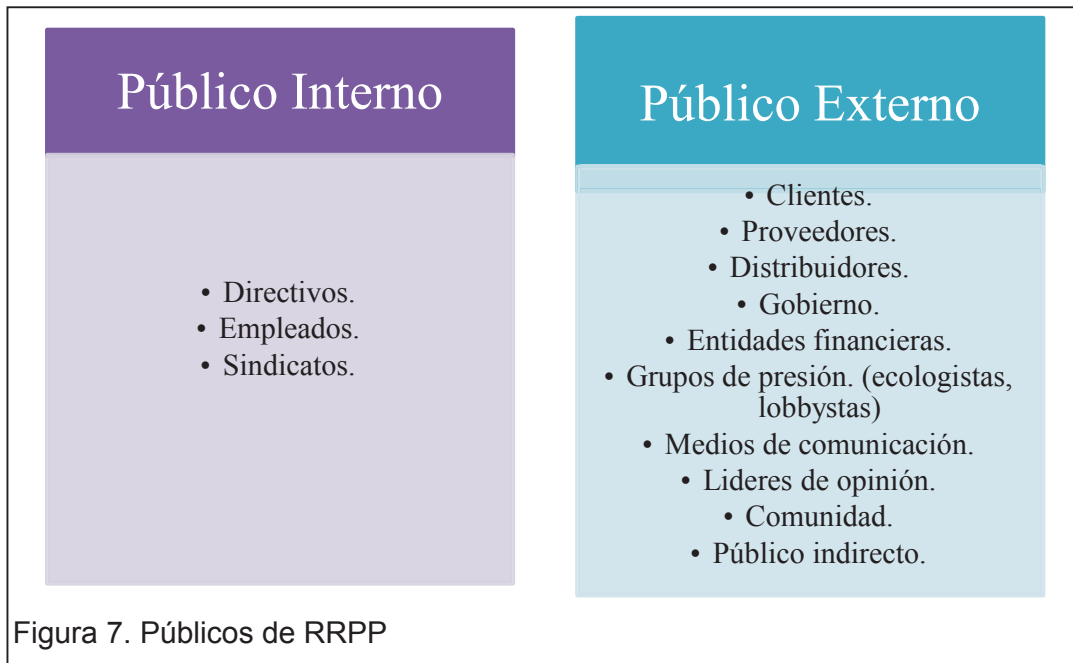 Público Interno
• Directivos.
• Empleados.
• Sindicatos.
Público Externo
• Clientes.
• Proveedores.
• Distribuidores.
• Gobierno.
• Entidades financieras.
• Grupos de presión. (ecologistas,
lobbystas)
• Medios de comunicación.
• Lideres de opinión.
• Comunidad.
• Público indirecto.
Figura 7. Públicos de RRPP